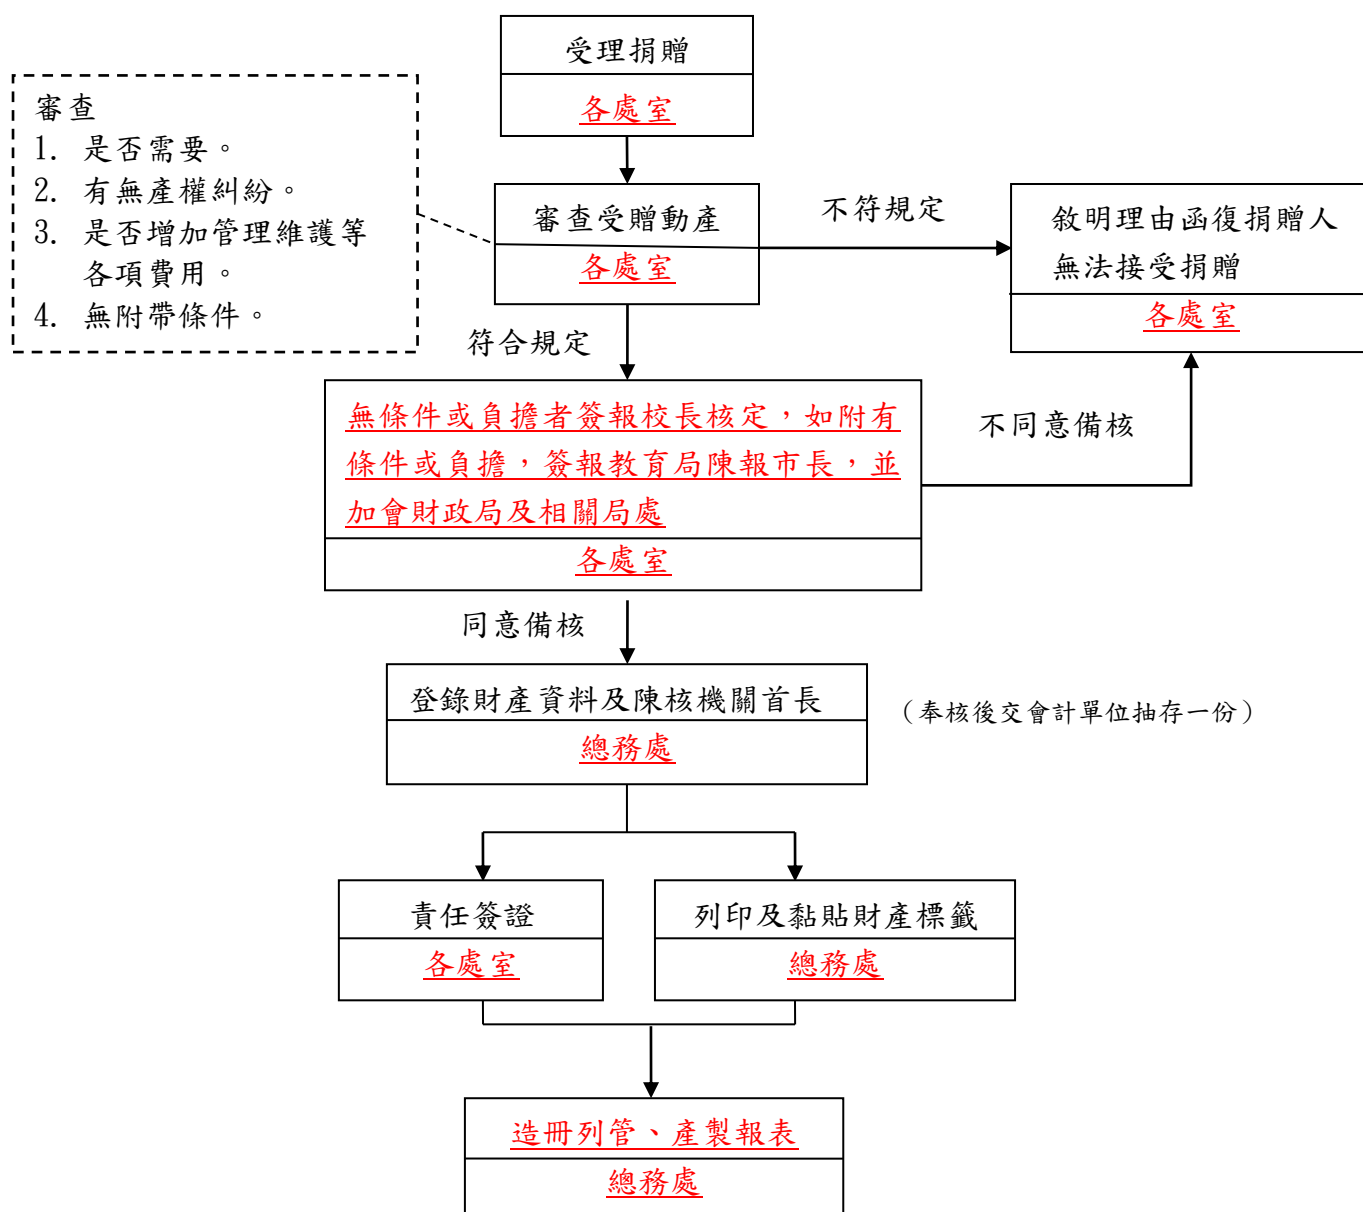 受理捐贈
各處室
審查
1. 是否需要。
2. 有無產權糾紛。
3. 是否增加管理維護等
各項費用。
4. 無附帶條件。
審查受贈動產
各處室
不符規定
敘明理由函復捐贈人
無法接受捐贈
各處室
符合規定
無條件或負擔者簽報校長核定，如附有
條件或負擔，簽報教育局陳報市長，並
加會財政局及相關局處
各處室
不同意備核
同意備核
登錄財產資料及陳核機關首長
總務處
（奉核後交會計單位抽存一份）
責任簽證
各處室
列印及黏貼財產標籤
總務處
造冊列管、產製報表
總務處